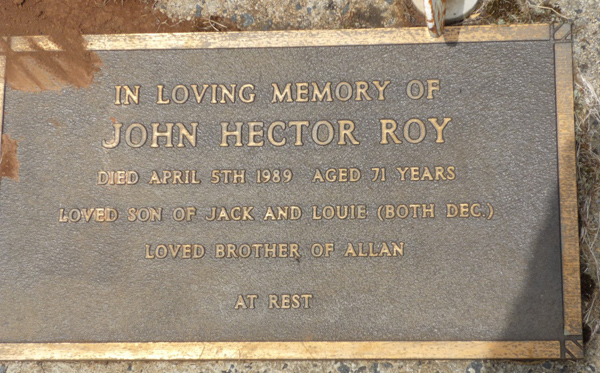 IN LOVING MEMORY OF
JOHN HECTOR ROY
DIED APRIL 5TH 1989 AGED 71 YEARS
LOVED SON OF JACK AND LOUIE (BOTH DEC.)
LOVED BROTHER OF ALLAN
AT REST